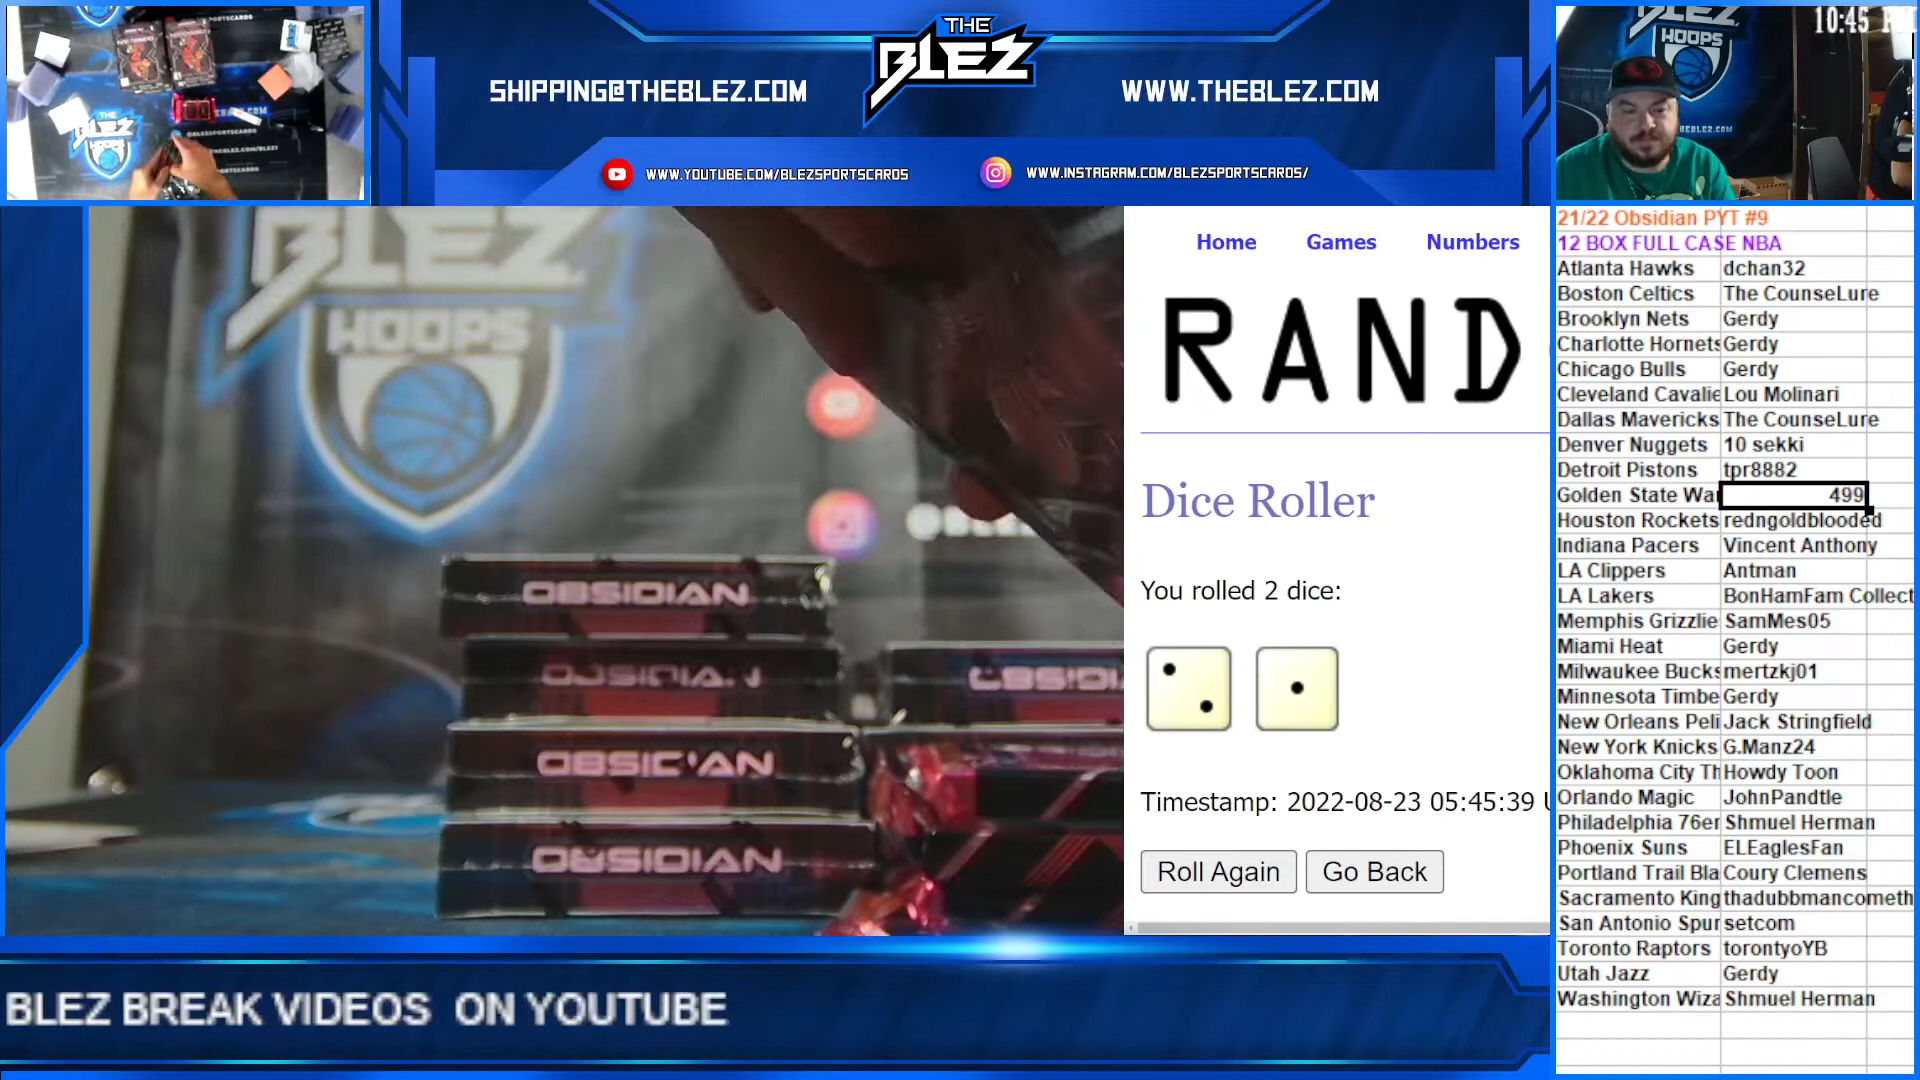 THE
BLEZ
SHIPPING@THEBLEZ.COM
WWW.THEBLEZ.COM
WWW.YOUTUBE.COM/BLEZSPORTSCARDS
WWW.INSTAGRAM.COM/BLEZSPORTSCARDS/
10:45
HOOPS
THE
BLEZ
HOOPS
BLEZ
HOOPS
OBSIDIAN
OBSIDIAN
OBSIDIAN
OBSIDIAN
Home Games Numbers
RAND
Dice Roller
You rolled 2 dice:
Timestamp: 2022-08-23 05:45:39 U
Roll Again Go Back
21/22 Obsidian PYT #9
12 BOX FULL CASE NBA
Atlanta Hawks dchan32
Boston Celtics The CounseLure
Brooklyn Nets Gerdy
Charlotte Hornets Gerdy
Chicago Bulls Gerdy
Cleveland Cavalie Lou Molinari
Dallas Mavericks The CounseLure
Denver Nuggets 10 sekki
Detroit Pistons tpr8882
Golden State Wa 499
Houston Rockets redngoldblooded
Indiana Pacers Vincent Anthony
LA Clippers Antman
LA Lakers BonHamFam Collect
Memphis Grizzlie SamMes05
Miami Heat Gerdy
Milwaukee Bucks mertzkj01
Minnesota Timbe Gerdy
New Orleans Peli Jack Stringfield
New York Knicks G.Manz24
Oklahoma City Th Howdy Toon
Orlando Magic JohnPandtle
Philadelphia 76er Shmuel Herman
Phoenix Suns ELEaglesFan
Portland Trail Bla Coury Clemens
Sacramento King thadubbmancometh
San Antonio Spur setcom
Toronto Raptors torontyoYB
Utah Jazz Gerdy
Washington Wiza Shmuel Herman
BLEZ BREAK VIDEOS ON YOUTUBE